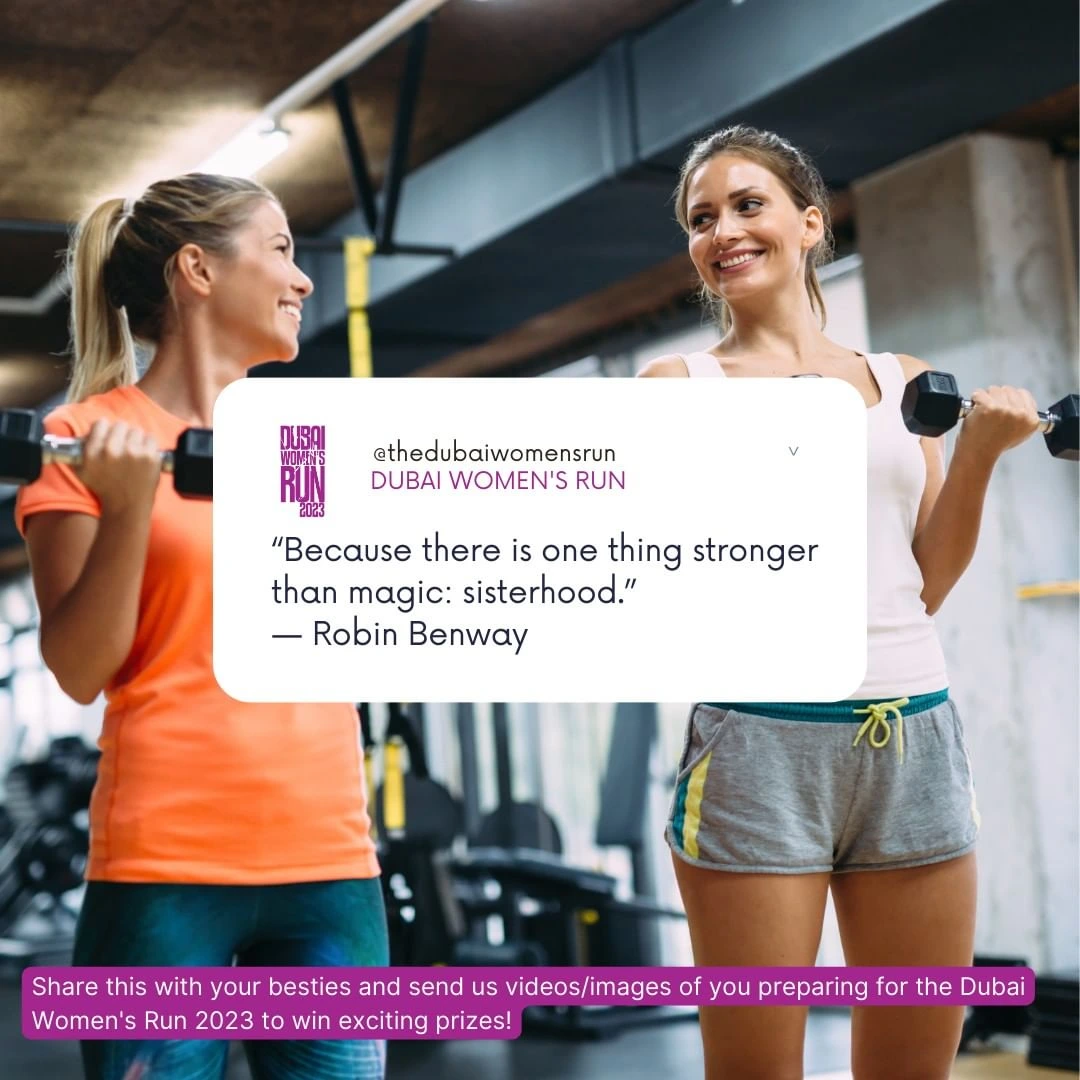 DUBAI
WOMEN'S
RUN
2023
@thedubaiwomensrun
DUBAI WOMEN'S RUN
“Because there is one thing stronger
than magic: sisterhood.”
— Robin Benway
Share this with your besties and send us videos/images of you preparing for the Dubai
Women's Run 2023 to win exciting prizes!